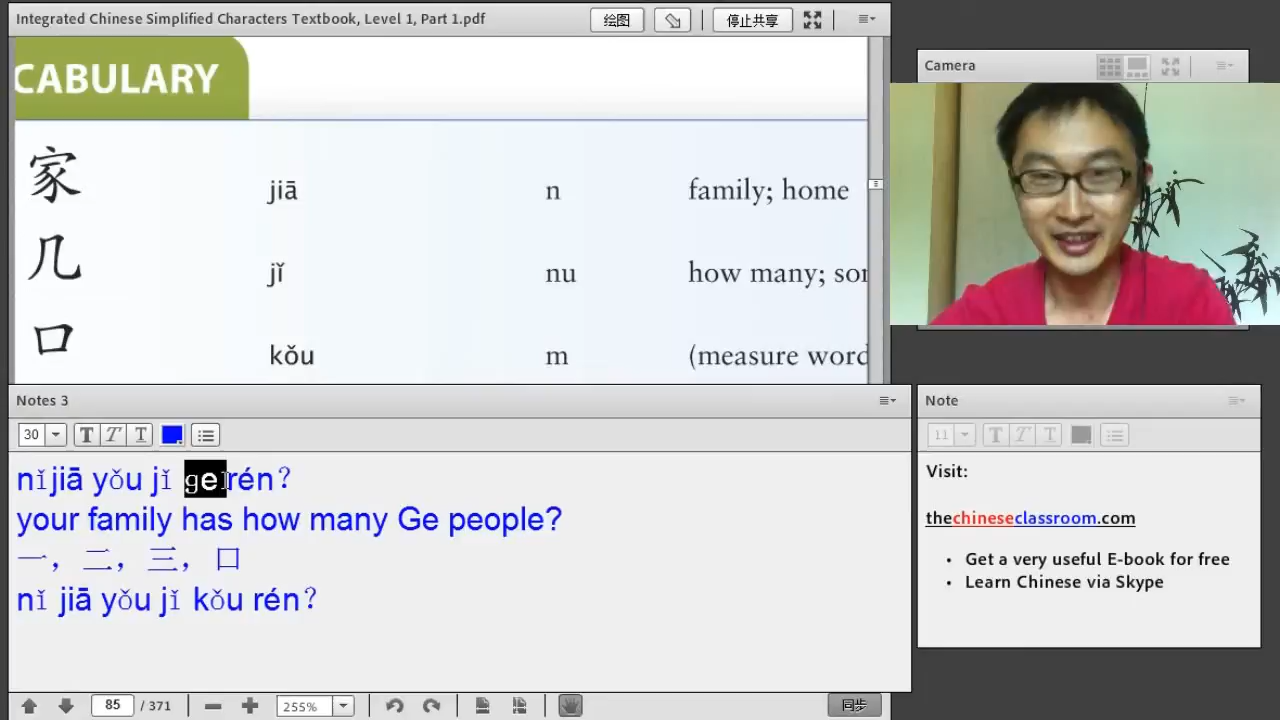 Integrated Chinese Simplified Characters Textbook, Level 1, Part 1.pdf
绘图
停止共享
CABULARY
家 jiā n family; home
几 jǐ nu how many; so
口 kǒu m (measure word
Camera
Notes 3
30
nǐjiā yǒu jǐ ge rén？
your family has how many Ge people?
一，二，三，口
nǐ jiā yǒu jǐ kǒu rén？
85 / 371
255%
同步
Note
11
Visit:
thechineseclassroom.com
• Get a very useful E-book for free
• Learn Chinese via Skype